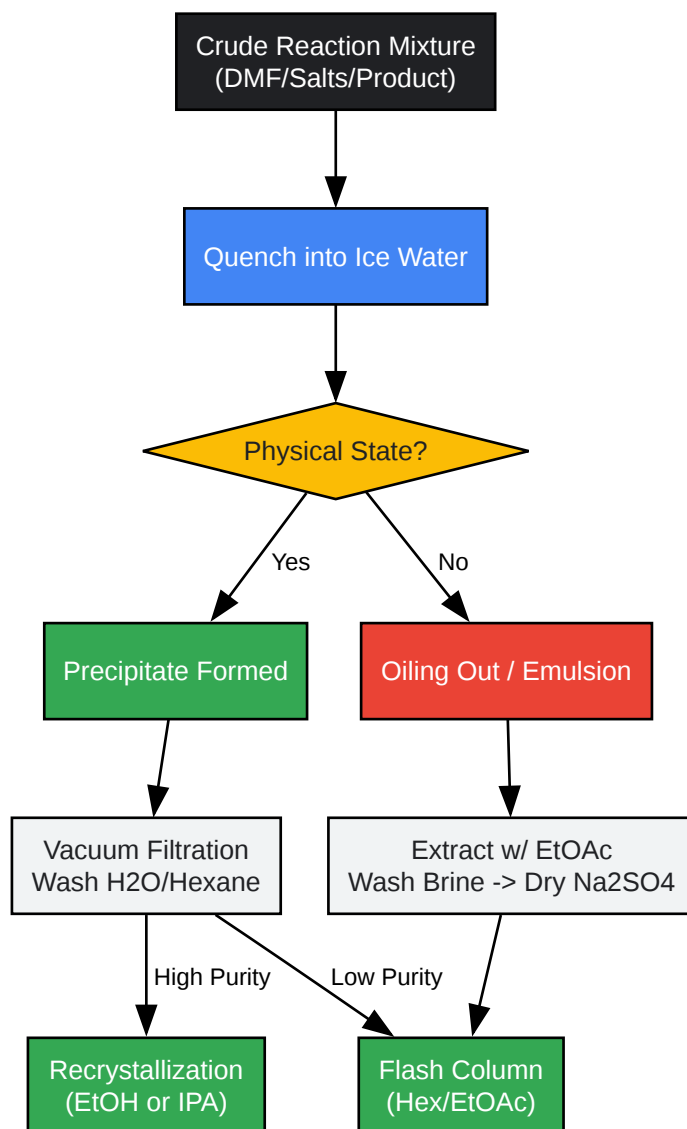 Crude Reaction Mixture
(DMF/Salts/Product)
Quench into Ice Water
Physical State?
Yes
No
Precipitate Formed
Oiling Out / Emulsion
Vacuum Filtration
Wash H2O/Hexane
Extract w/ EtOAc
Wash Brine -> Dry Na2SO4
High Purity
Low Purity
Recrystallization
(EtOH or IPA)
Flash Column
(Hex/EtOAc)